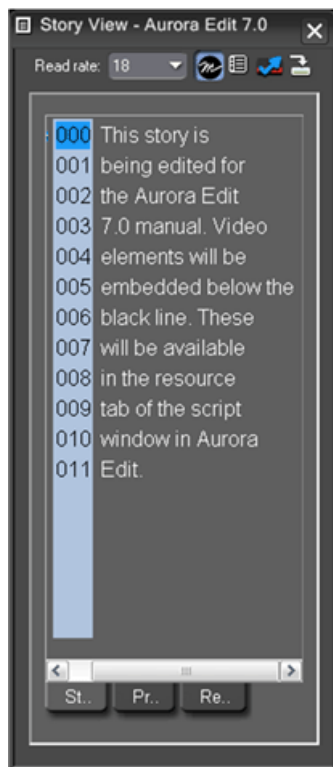 Story View - Aurora Edit 7.0
Read rate: 18
000 This story is
001 being edited for
002 the Aurora Edit
003 7.0 manual. Video
004 elements will be
005 embedded below the
006 black line. These
007 will be available
008 in the resource
009 tab of the script
010 window in Aurora
011 Edit.
St.. Pr.. Re..